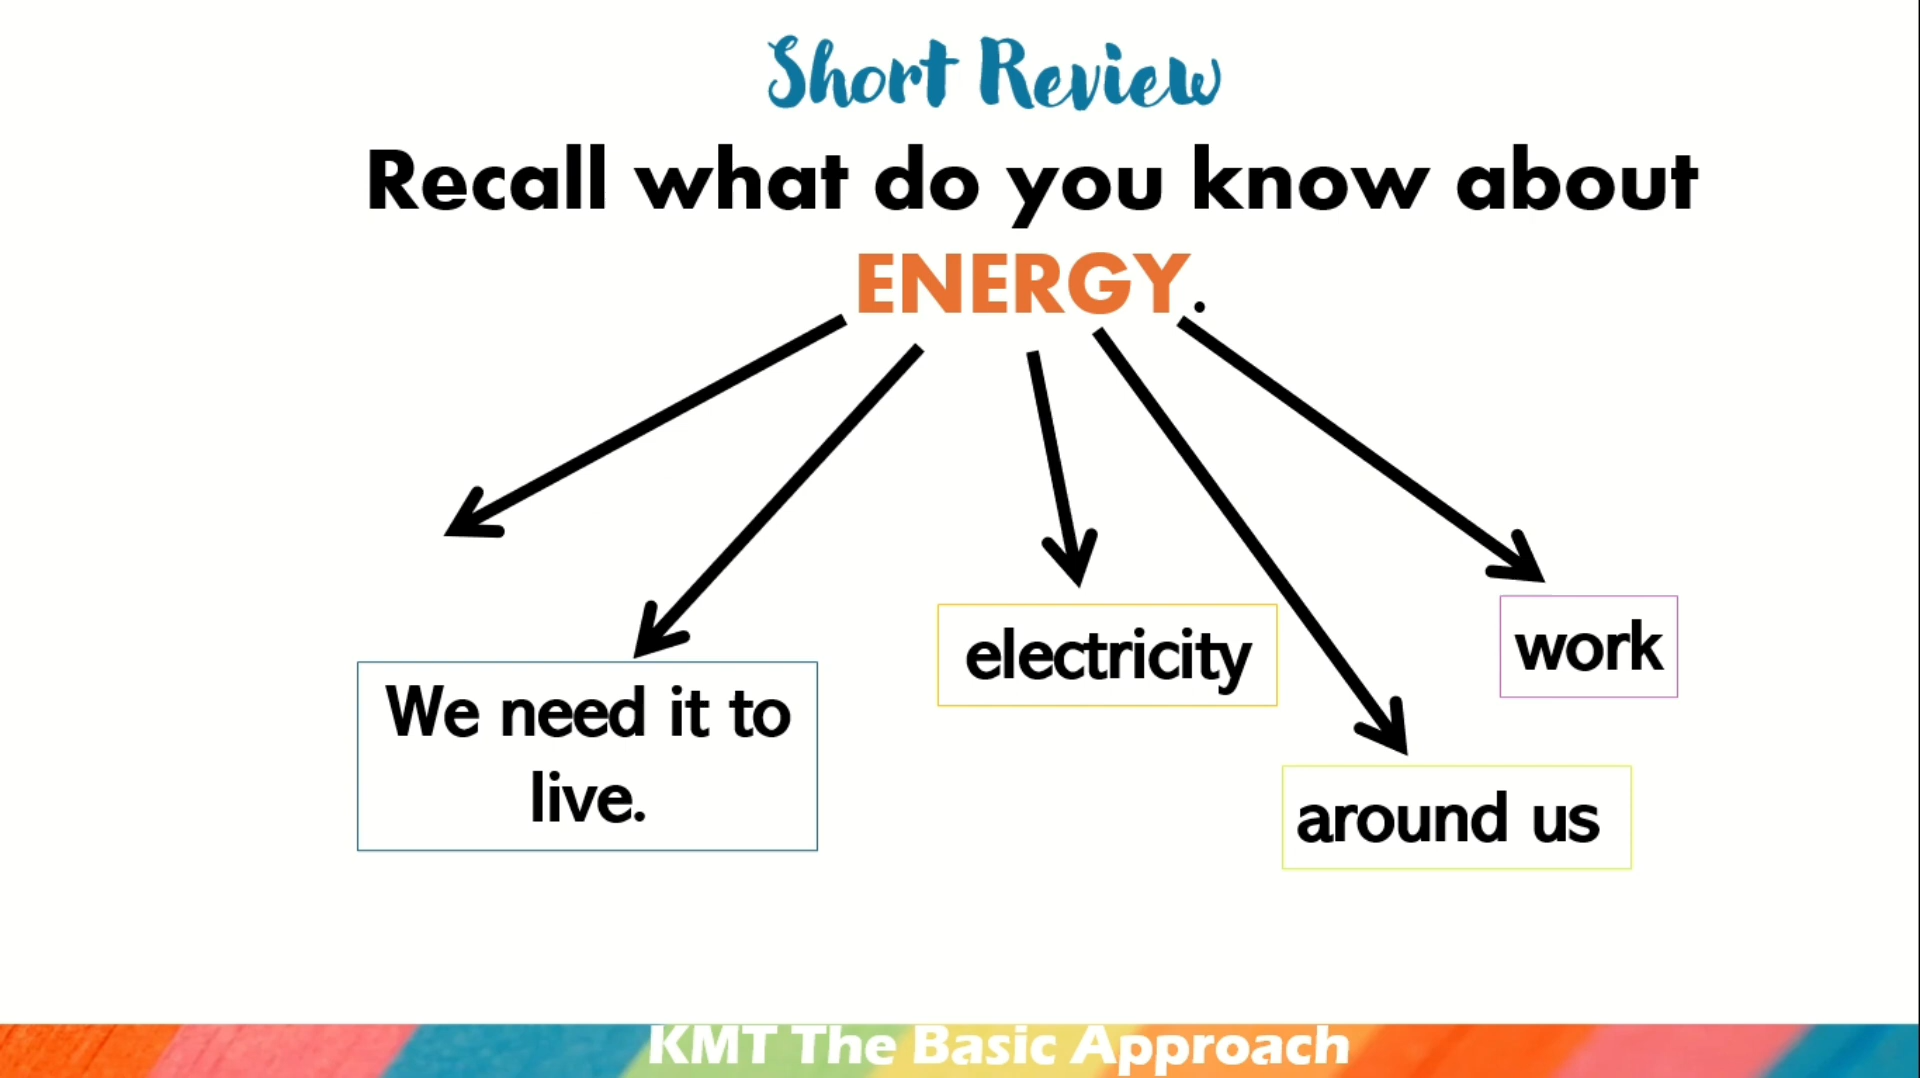 Short Review
Recall what do you know about
ENERGY.
We need it to
live.
electricity
around us
work
KMT The Basic Approach